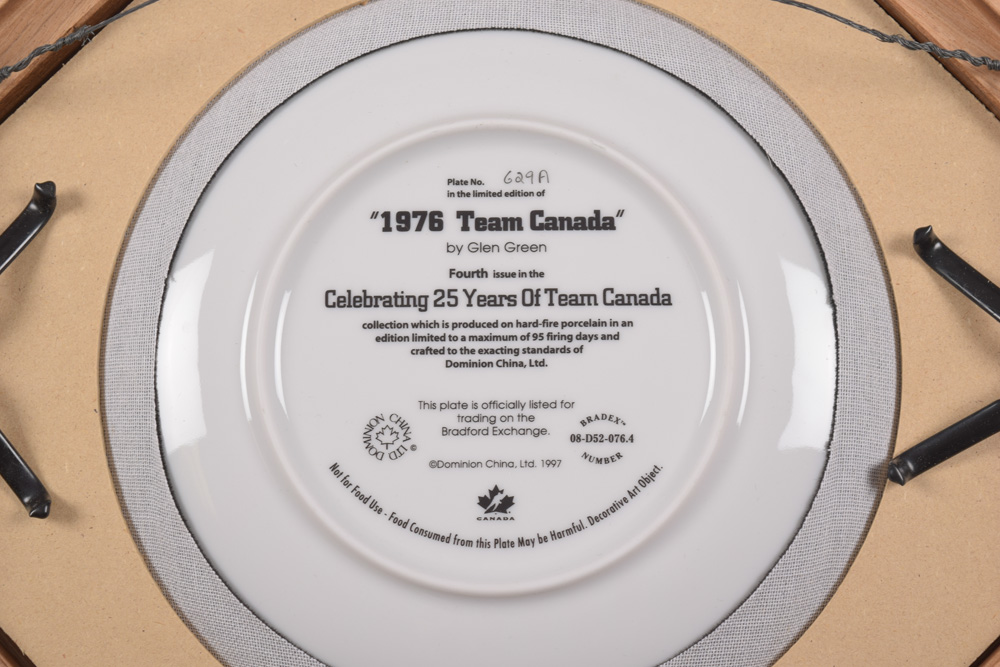 Plate No. 629A
in the limited edition of
"1976 Team Canada"
by Glen Green
Fourth issue in the
Celebrating 25 Years Of Team Canada
collection which is produced on hard-fire porcelain in an
edition limited to a maximum of 95 firing days and
crafted to the exacting standards of
Dominion China, Ltd.
This plate is officially listed for
trading on the
Bradford Exchange.
DOMINION CHINA LTD. ©
BRADEX™
08-D52-076.4
NUMBER
©Dominion China, Ltd. 1997
CANADA
Not for Food Use - Food Consumed from this Plate May be Harmful. Decorative Art Object.